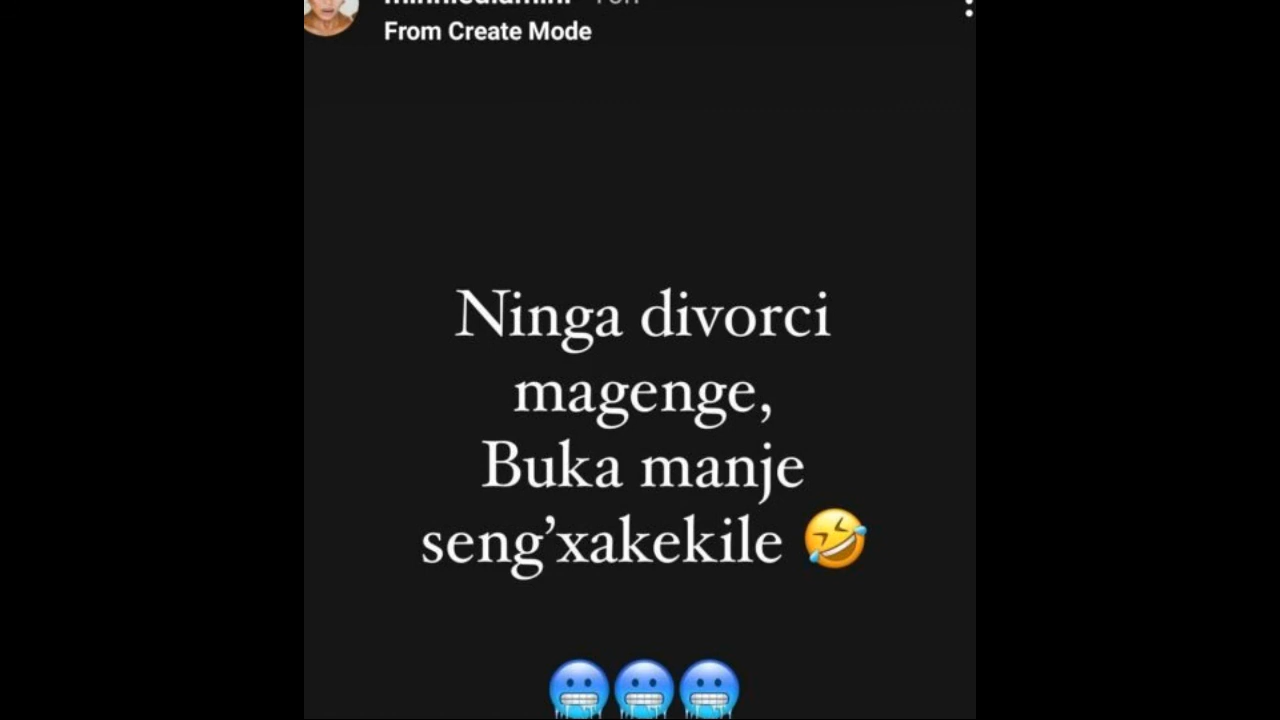 From Create Mode
Ninga divorci
magenge,
Buka manje
seng’xakekile 🤣
🥶🥶🥶